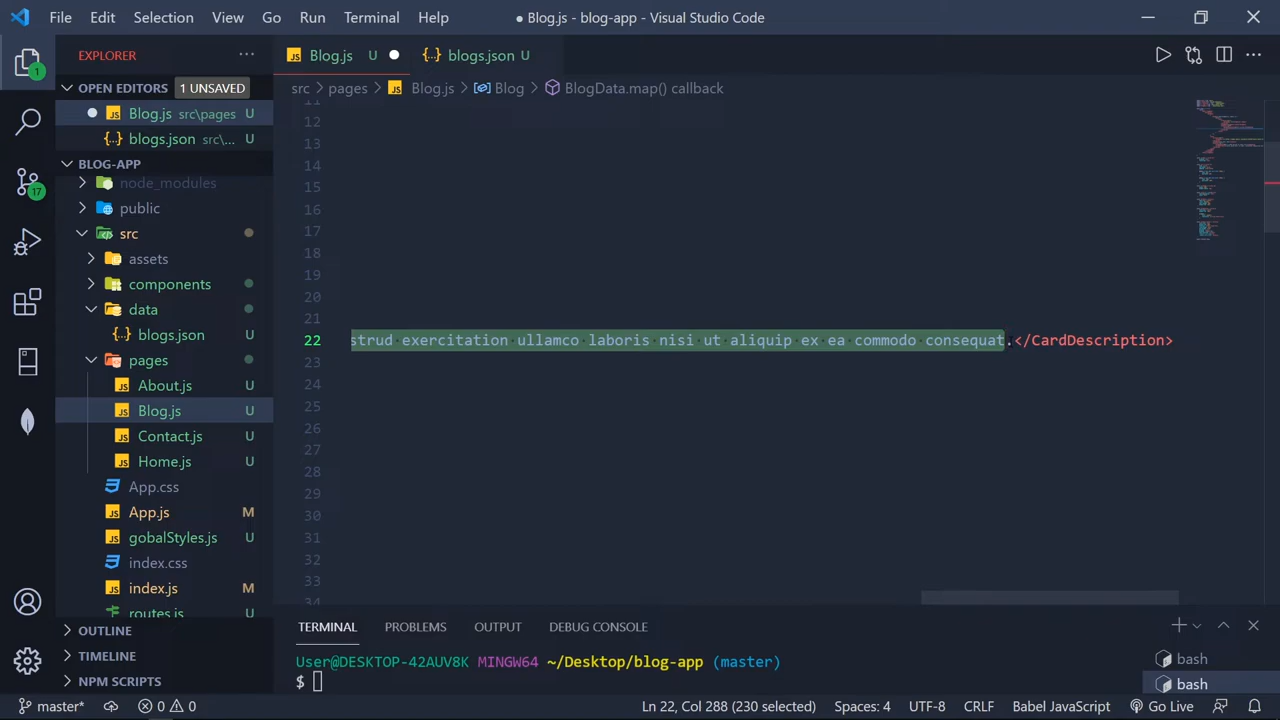 File Edit Selection View Go Run Terminal Help
● Blog.js - blog-app - Visual Studio Code
EXPLORER
1
17
OPEN EDITORS 1 UNSAVED
Blog.js src\pages U
blogs.json src\... U
BLOG-APP
node_modules
public
src
assets
components
data
blogs.json U
pages
About.js U
Blog.js U
Contact.js U
Home.js U
App.css
App.js M
gobalStyles.js U
index.css
index.js M
routes.js U
OUTLINE
TIMELINE
NPM SCRIPTS
Blog.js U
blogs.json U
src > pages > Blog.js > Blog > BlogData.map() callback
11
12
13
14
15
16
17
18
19
20
21
22 strud exercitation ullamco laboris nisi ut aliquip ex ea commodo consequat.</CardDescription>
23
24
25
26
27
28
29
30
31
32
33
34
TERMINAL PROBLEMS OUTPUT DEBUG CONSOLE
User@DESKTOP-42AUV8K MINGW64 ~/Desktop/blog-app (master)
$
bash
bash
master* 0 0 Ln 22, Col 288 (230 selected) Spaces: 4 UTF-8 CRLF Babel JavaScript Go Live